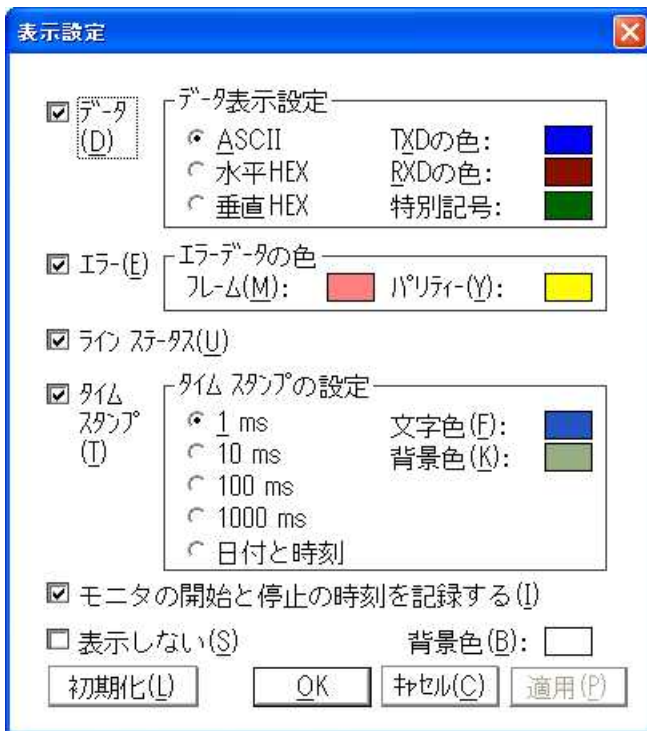 表示設定
ﾃﾞｰﾀ
(D)
ﾃﾞｰﾀ表示設定
ASCII
TXDの色:
水平HEX
RXDの色:
垂直HEX
特別記号:
ｴﾗｰ(E)
ｴﾗｰﾃﾞｰﾀの色
ﾌﾚｰﾑ(M):
ﾊﾟﾘﾃｨｰ(Y):
ﾗｲﾝ ｽﾃｰﾀｽ(U)
ﾀｲﾑ
ｽﾀﾝﾌﾟ
(T)
ﾀｲﾑ ｽﾀﾝﾌﾟの設定
1 ms
文字色(F):
10 ms
背景色(K):
100 ms
1000 ms
日付と時刻
モニタの開始と停止の時刻を記録する(I)
表示しない(S)
背景色(B):
初期化(L)
OK
ｷｬｾﾙ(C)
適用(P)